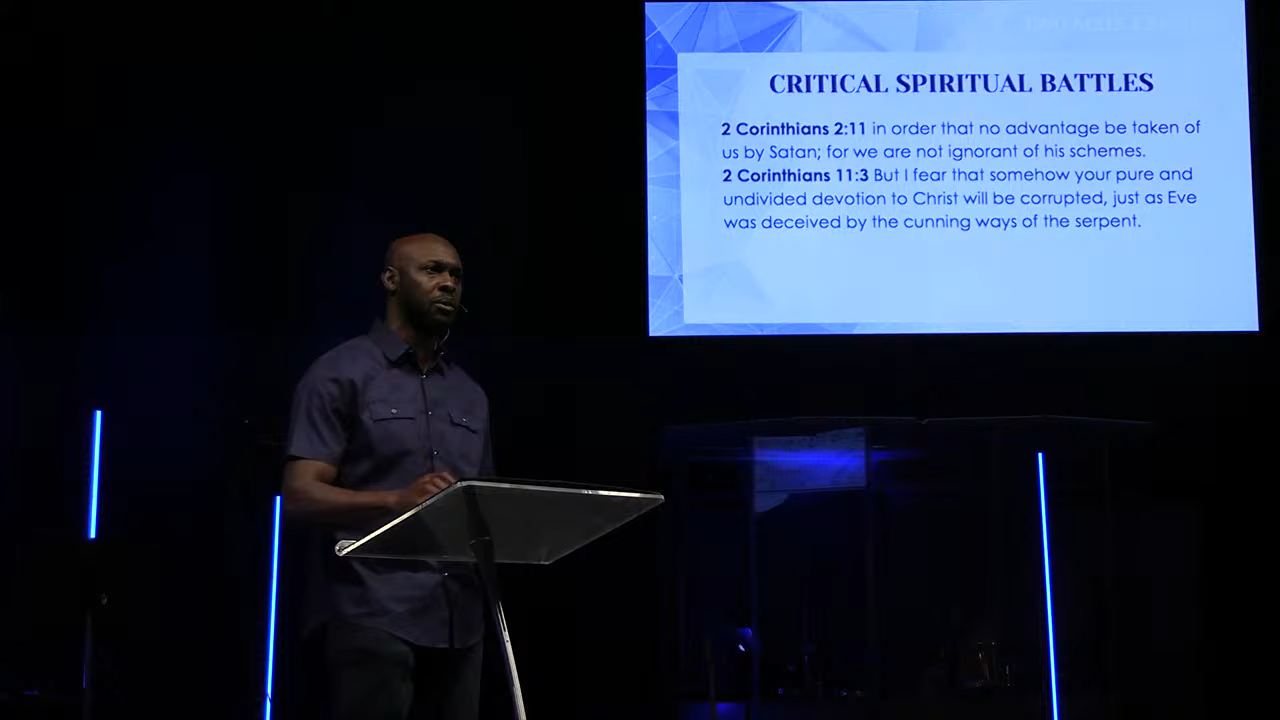 CRITICAL SPIRITUAL BATTLES
2 Corinthians 2:11 in order that no advantage be taken of
us by Satan; for we are not ignorant of his schemes.
2 Corinthians 11:3 But I fear that somehow your pure and
undivided devotion to Christ will be corrupted, just as Eve
was deceived by the cunning ways of the serpent.